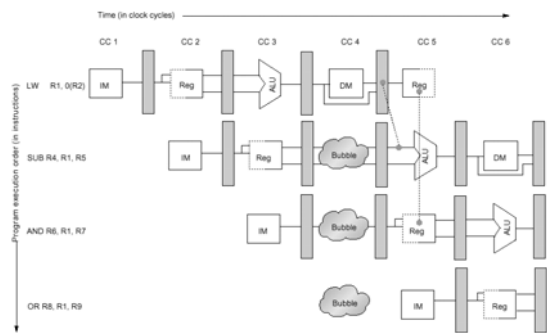 Time (in clock cycles)
CC 1 CC 2 CC 3 CC 4 CC 5 CC 6
Program execution order (in instructions)
LW R1, 0(R2) IM Reg ALU DM Reg
SUB R4, R1, R5 IM Reg Bubble ALU DM
AND R6, R1, R7 IM Bubble Reg ALU
OR R8, R1, R9 Bubble IM Reg